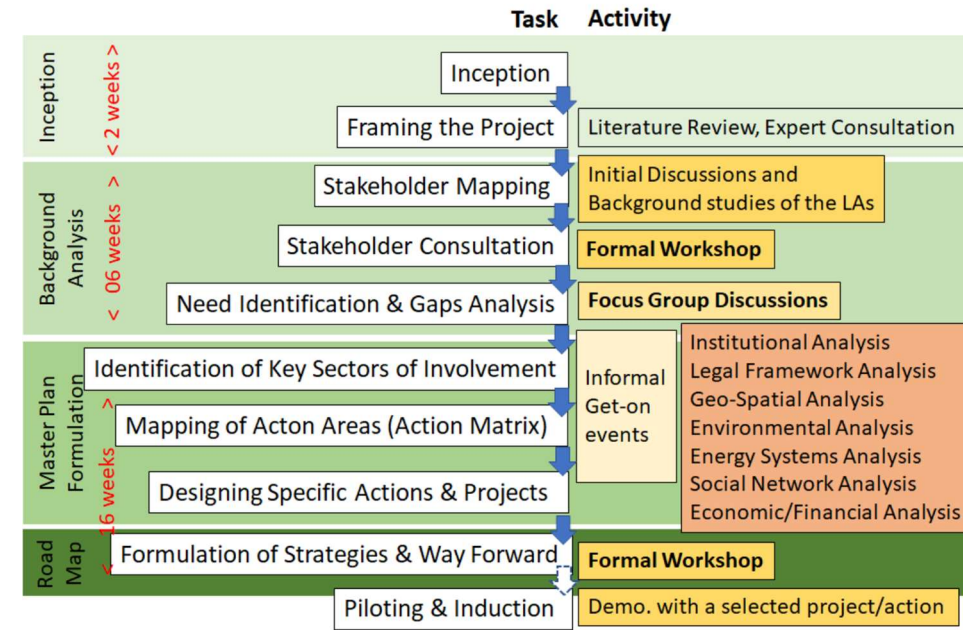 Task Activity
Inception
< 2 weeks >
Inception
Framing the Project
Literature Review, Expert Consultation
Background
Analysis
< 06 weeks >
Stakeholder Mapping
Initial Discussions and
Background studies of the LAs
Stakeholder Consultation
Formal Workshop
Need Identification & Gaps Analysis
Focus Group Discussions
Master Plan
Formulation
< 16 weeks >
Identification of Key Sectors of Involvement
Mapping of Acton Areas (Action Matrix)
Designing Specific Actions & Projects
Informal
Get-on
events
Institutional Analysis
Legal Framework Analysis
Geo-Spatial Analysis
Environmental Analysis
Energy Systems Analysis
Social Network Analysis
Economic/Financial Analysis
Road
Map
Formulation of Strategies & Way Forward
Formal Workshop
Piloting & Induction
Demo. with a selected project/action